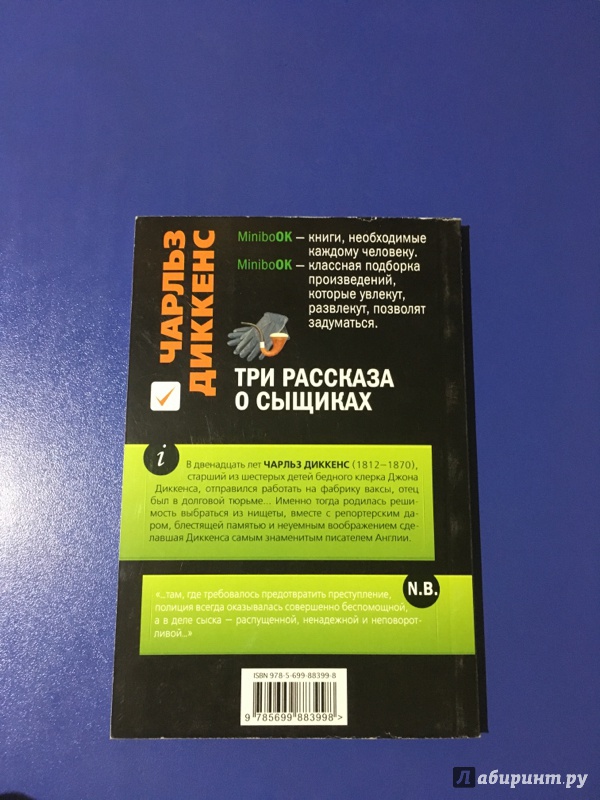 ЧАРЛЬЗ
ДИККЕНС
MiniboOK – книги, необходимые
каждому человеку.
MiniboOK – классная подборка
произведений,
которые увлекут,
развлекут, позволят
задуматься.
ТРИ РАССКАЗА
О СЫЩИКАХ
i
В двенадцать лет ЧАРЛЬЗ ДИККЕНС (1812–1870),
старший из шестерых детей бедного клерка Джона
Диккенса, отправился работать на фабрику ваксы, отец
был в долговой тюрьме... Именно тогда родилась реши-
мость выбраться из нищеты, вместе с репортерским да-
ром, блестящей памятью и неуемным воображением сде-
лавшая Диккенса самым знаменитым писателем Англии.
N.B.
«...там, где требовалось предотвратить преступление,
полиция всегда оказывалась совершенно беспомощной,
а в деле сыска – распущенной, ненадежной и неповорот-
ливой...»
ISBN 978-5-699-88399-8
9 785699 883998 >
Лабиринт.ру